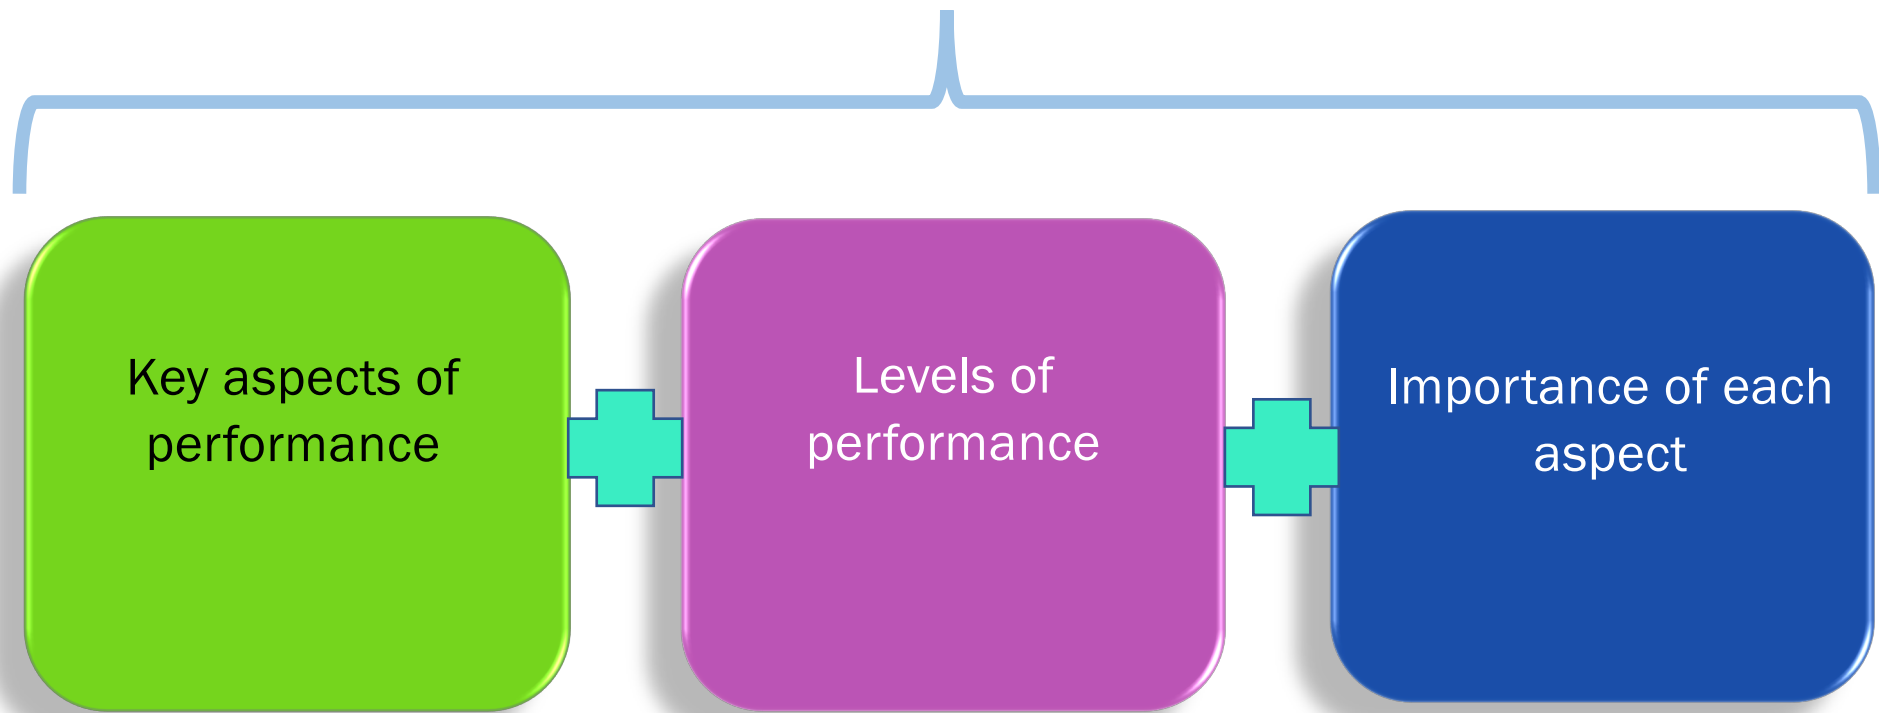 Key aspects of
performance
Levels of
performance
Importance of each
aspect